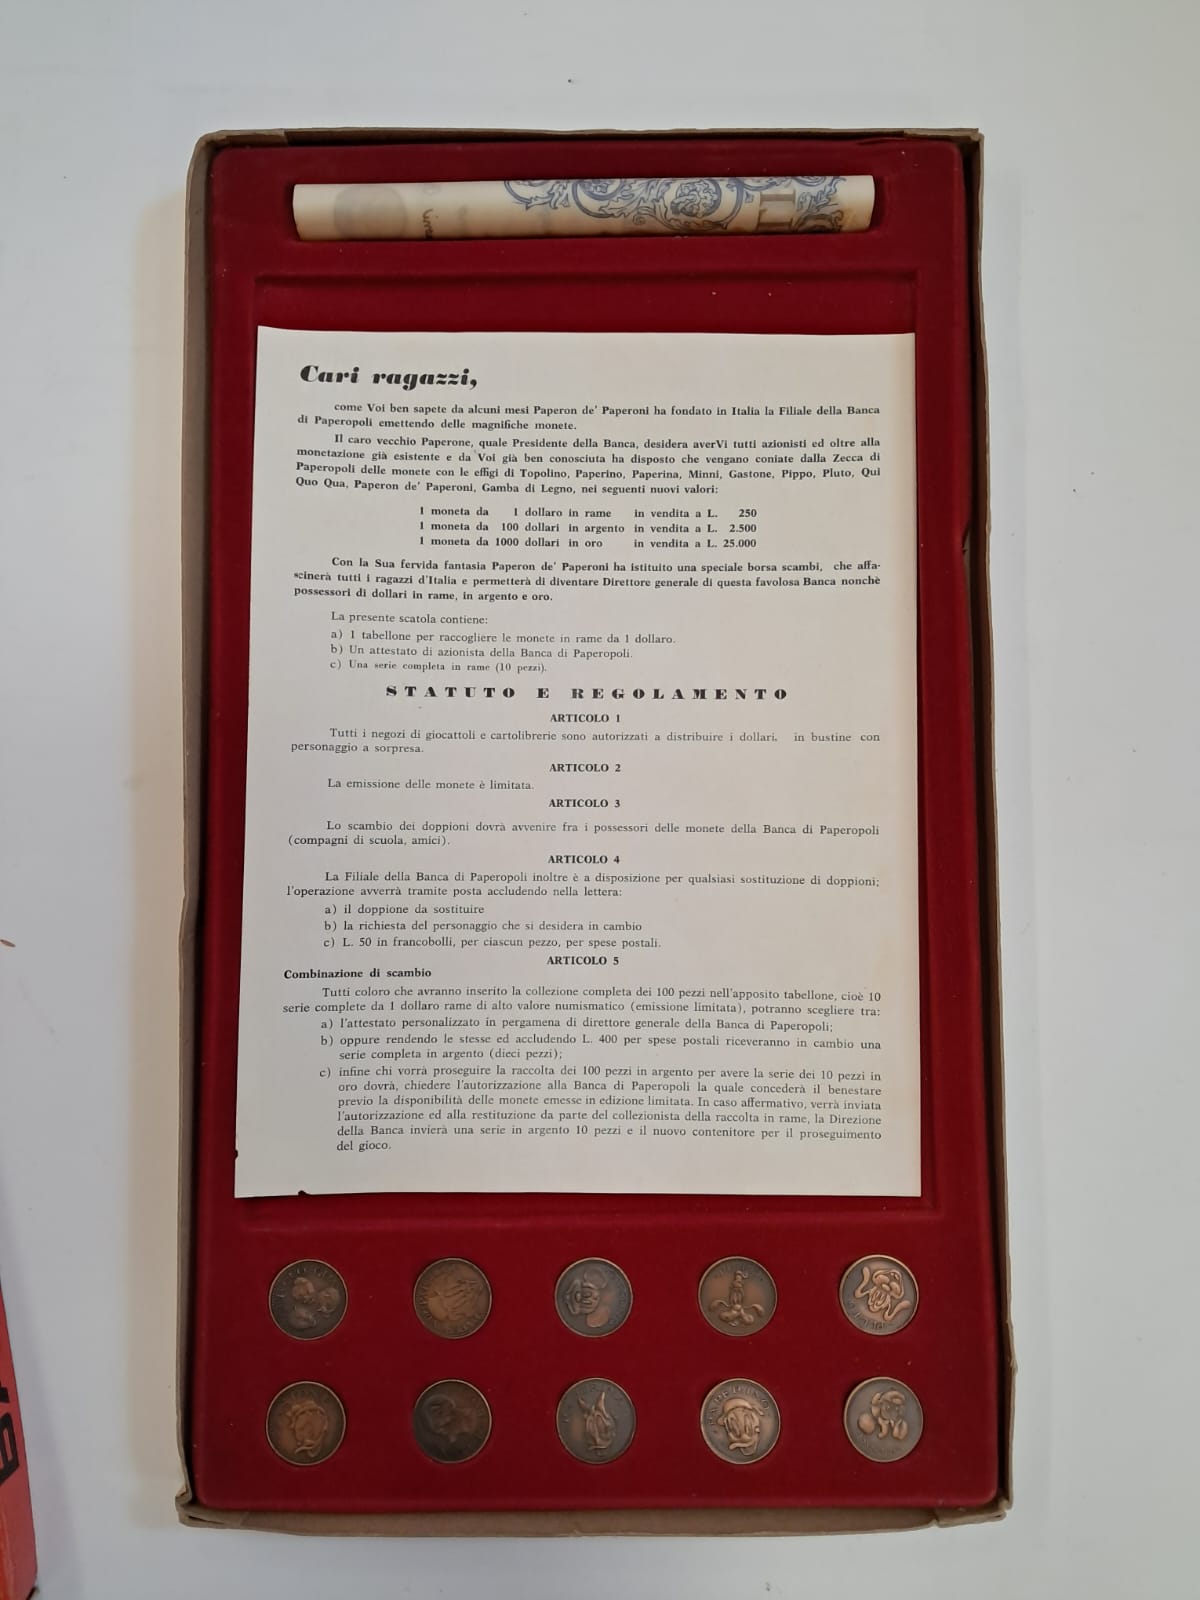 Cari ragazzi,
come Voi ben sapete da alcuni mesi Paperon de' Paperoni ha fondato in Italia la Filiale della Banca
di Paperopoli emettendo delle magnifiche monete.
Il caro vecchio Paperone, quale Presidente della Banca, desidera averVi tutti azionisti ed oltre alla
monetazione già esistente e da Voi già ben conosciuta ha disposto che vengano coniate dalla Zecca di
Paperopoli delle monete con le effigi di Topolino, Paperino, Paperina, Minni, Gastone, Pippo, Pluto, Qui
Quo Qua, Paperon de' Paperoni, Gamba di Legno, nei seguenti nuovi valori:
1 moneta da 1 dollaro in rame in vendita a L. 250
1 moneta da 100 dollari in argento in vendita a L. 2.500
1 moneta da 1000 dollari in oro in vendita a L. 25.000
Con la Sua fervida fantasia Paperon de' Paperoni ha istituito una speciale borsa scambi, che affa-
scinerà tutti i ragazzi d'Italia e permetterà di diventare Direttore generale di questa favolosa Banca nonchè
possessori di dollari in rame, in argento e oro.
La presente scatola contiene:
a) 1 tabellone per raccogliere le monete in rame da 1 dollaro.
b) Un attestato di azionista della Banca di Paperopoli.
c) Una serie completa in rame (10 pezzi).
STATUTO E REGOLAMENTO
ARTICOLO 1
Tutti i negozi di giocattoli e cartolibrerie sono autorizzati a distribuire i dollari, in bustine con
personaggio a sorpresa.
ARTICOLO 2
La emissione delle monete è limitata.
ARTICOLO 3
Lo scambio dei doppioni dovrà avvenire fra i possessori delle monete della Banca di Paperopoli
(compagni di scuola, amici).
ARTICOLO 4
La Filiale della Banca di Paperopoli inoltre è a disposizione per qualsiasi sostituzione di doppioni;
l'operazione avverrà tramite posta accludendo nella lettera:
a) il doppione da sostituire
b) la richiesta del personaggio che si desidera in cambio
c) L. 50 in francobolli, per ciascun pezzo, per spese postali.
ARTICOLO 5
Combinazione di scambio
Tutti coloro che avranno inserito la collezione completa dei 100 pezzi nell'apposito tabellone, cioè 10
serie complete da 1 dollaro rame di alto valore numismatico (emissione limitata), potranno scegliere tra:
a) l'attestato personalizzato in pergamena di direttore generale della Banca di Paperopoli;
b) oppure rendendo le stesse ed accludendo L. 400 per spese postali riceveranno in cambio una
serie completa in argento (dieci pezzi);
c) infine chi vorrà proseguire la raccolta dei 100 pezzi in argento per avere la serie dei 10 pezzi in
oro dovrà, chiedere l'autorizzazione alla Banca di Paperopoli la quale concederà il benestare
previo la disponibilità delle monete emesse in edizione limitata. In caso affermativo, verrà inviata
l'autorizzazione ed alla restituzione da parte del collezionista della raccolta in rame, la Direzione
della Banca invierà una serie in argento 10 pezzi e il nuovo contenitore per il proseguimento
del gioco.
PLUTO
PAPERINO